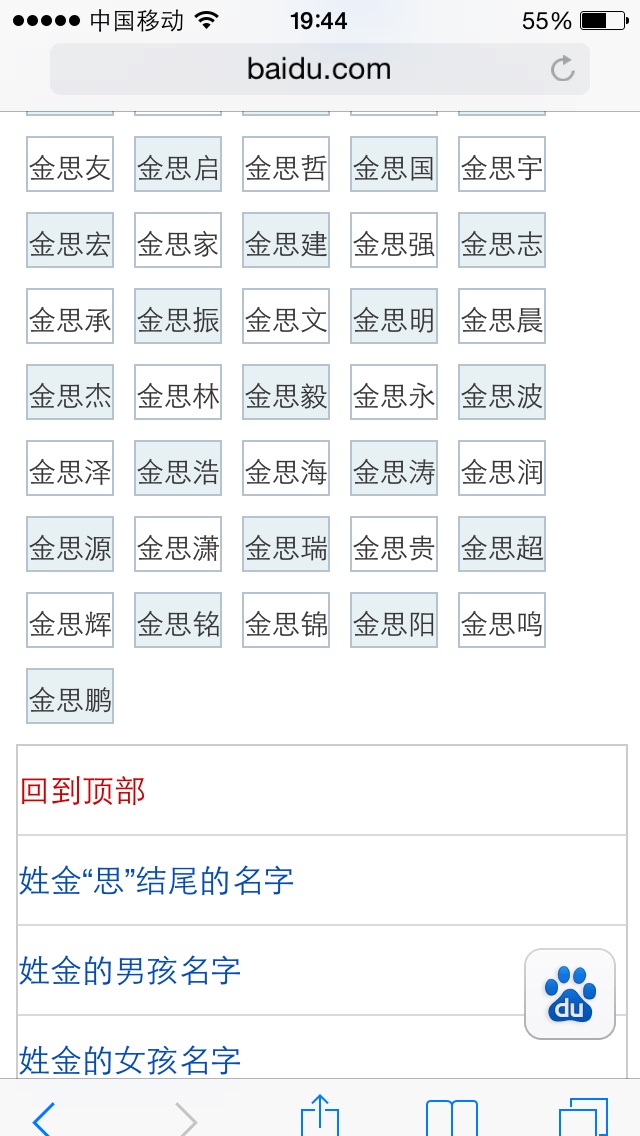 中国移动 19:44 55%
baidu.com
金思友 金思启 金思哲 金思国 金思宇
金思宏 金思家 金思建 金思强 金思志
金思承 金思振 金思文 金思明 金思晨
金思杰 金思林 金思毅 金思永 金思波
金思泽 金思浩 金思海 金思涛 金思润
金思源 金思潇 金思瑞 金思贵 金思超
金思辉 金思铭 金思锦 金思阳 金思鸣
金思鹏
回到顶部
姓金“思”结尾的名字
姓金的男孩名字
du
姓金的女孩名字